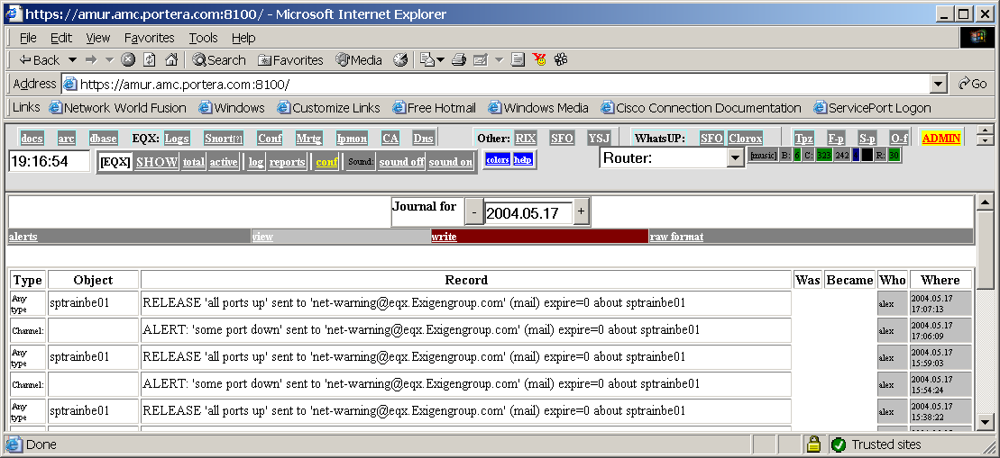 https://amur.amc.portera.com:8100/ - Microsoft Internet Explorer
File Edit View Favorites Tools Help
Back Search Favorites Media
Address https://amur.amc.portera.com:8100/ Go
Links Network World Fusion Windows Customize Links Free Hotmail Windows Media Cisco Connection Documentation ServicePort Logon
docs arc dbase EQX: Logs Snort[?] Conf Mrtg Ipmon CA Dns Other: RIX SFO YSJ WhatsUP: SFO Clorox Tpz F-p S-p O-f ADMIN
19:16:54 [EQX] SHOW total active log reports conf Sound: sound off sound on colors help Router: [music] B: 6 C: 323 242 R: 30
Journal for - 2004.05.17 +
alerts view write raw format
Type Object Record Was Became Who Where
Any type sptrainbe01 RELEASE 'all ports up' sent to 'net-warning@eqx.Exigengroup.com' (mail) expire=0 about sptrainbe01 alex 2004.05.17 17:07:13
Channel: ALERT: 'some port down' sent to 'net-warning@eqx.Exigengroup.com' (mail) expire=0 about sptrainbe01 alex 2004.05.17 17:06:09
Any type sptrainbe01 RELEASE 'all ports up' sent to 'net-warning@eqx.Exigengroup.com' (mail) expire=0 about sptrainbe01 alex 2004.05.17 15:59:03
Channel: ALERT: 'some port down' sent to 'net-warning@eqx.Exigengroup.com' (mail) expire=0 about sptrainbe01 alex 2004.05.17 15:54:24
Any type sptrainbe01 RELEASE 'all ports up' sent to 'net-warning@eqx.Exigengroup.com' (mail) expire=0 about sptrainbe01 alex 2004.05.17 15:38:22
Done Trusted sites